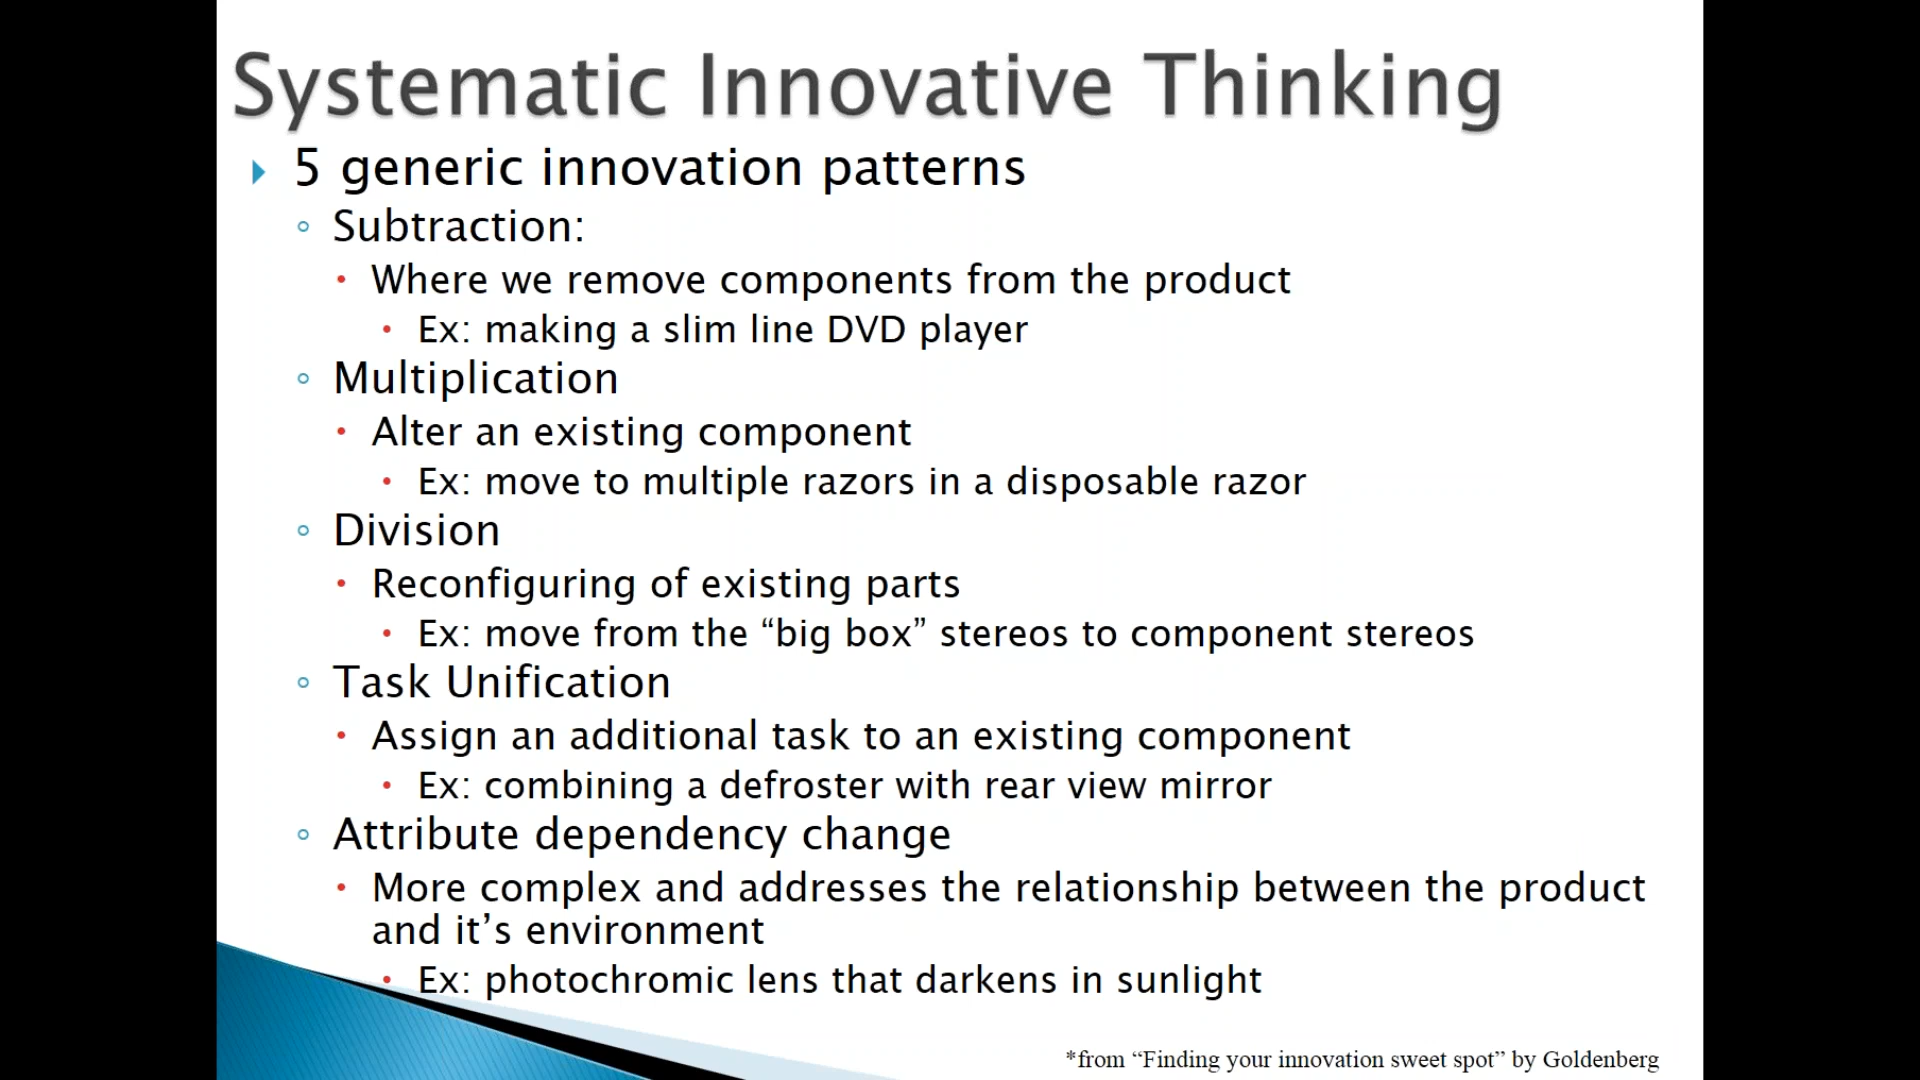 Systematic Innovative Thinking
5 generic innovation patterns
Subtraction:
Where we remove components from the product
Ex: making a slim line DVD player
Multiplication
Alter an existing component
Ex: move to multiple razors in a disposable razor
Division
Reconfiguring of existing parts
Ex: move from the “big box” stereos to component stereos
Task Unification
Assign an additional task to an existing component
Ex: combining a defroster with rear view mirror
Attribute dependency change
More complex and addresses the relationship between the product
and it’s environment
Ex: photochromic lens that darkens in sunlight
*from “Finding your innovation sweet spot” by Goldenberg